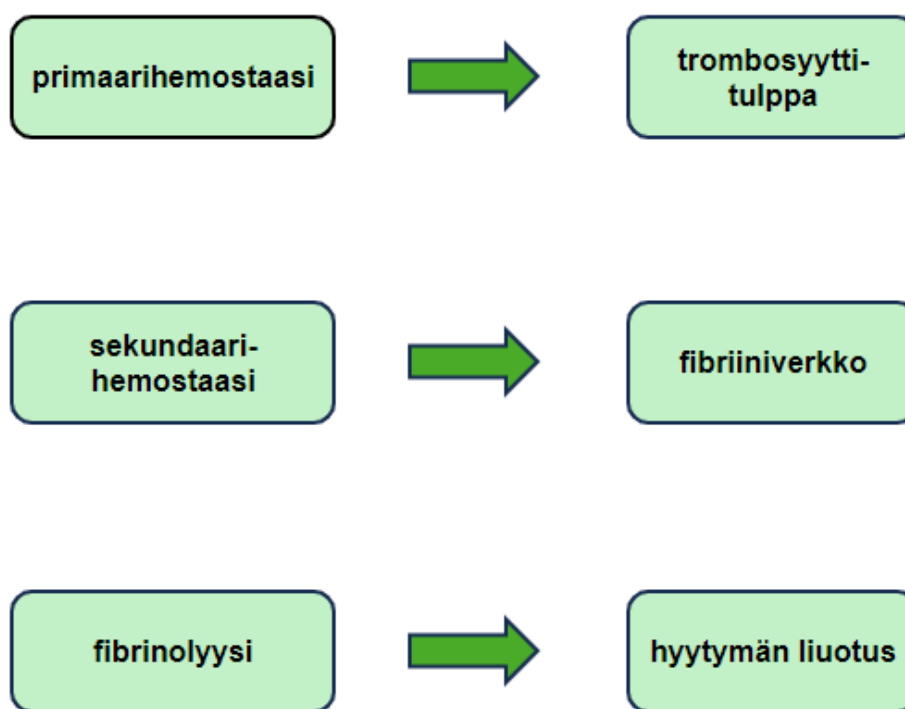 primaarihemostaasi
trombosyytti-
tulppa
sekundaari-
hemostaasi
fibriiniverkko
fibrinolyysi
hyytymän liuotus